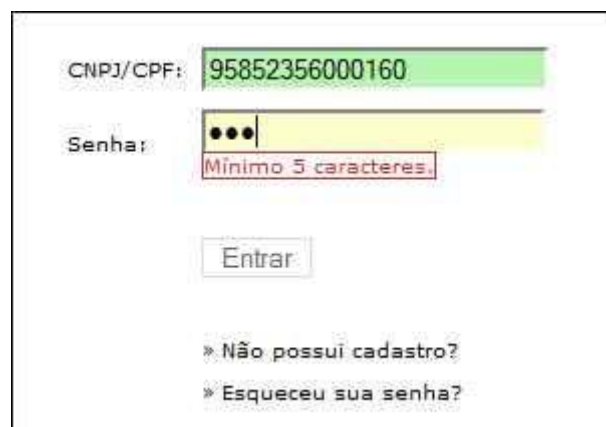 CNPJ/CPF: 95852356000160
Senha: •••
Mínimo 5 caracteres.
Entrar
» Não possui cadastro?
» Esqueceu sua senha?